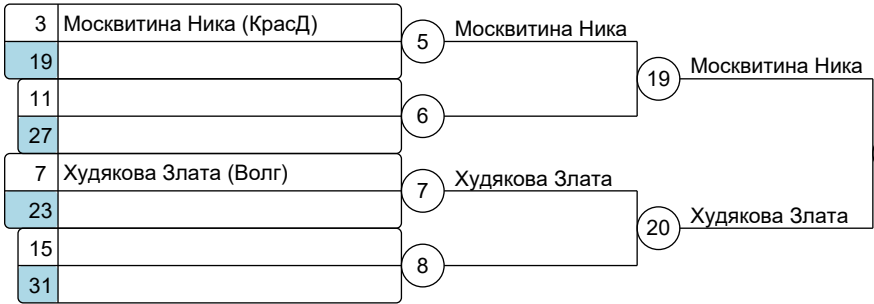 3 Москвитина Ника (КрасД)
5 Москвитина Ника
19
19 Москвитина Ника
11
6
27
7 Худякова Злата (Волг)
7 Худякова Злата
23
20 Худякова Злата
15
8
31